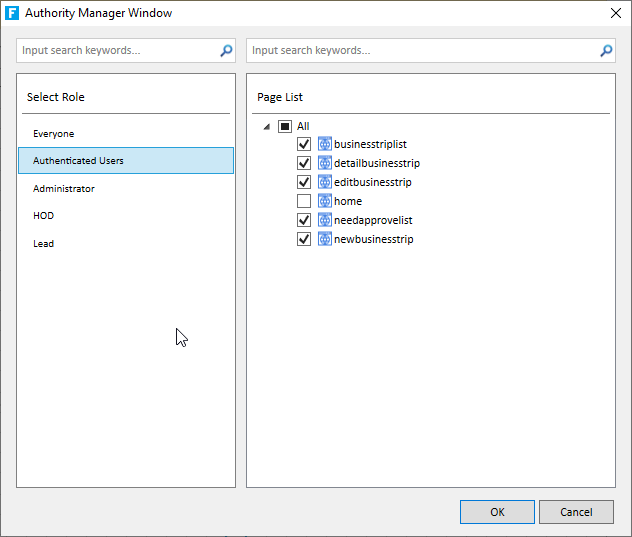 Authority Manager Window
Input search keywords...
Input search keywords...
Select Role
Everyone
Authenticated Users
Administrator
HOD
Lead
Page List
All
businesstriplist
detailbusinesstrip
editbusinesstrip
home
needapprovelist
newbusinesstrip
OK
Cancel